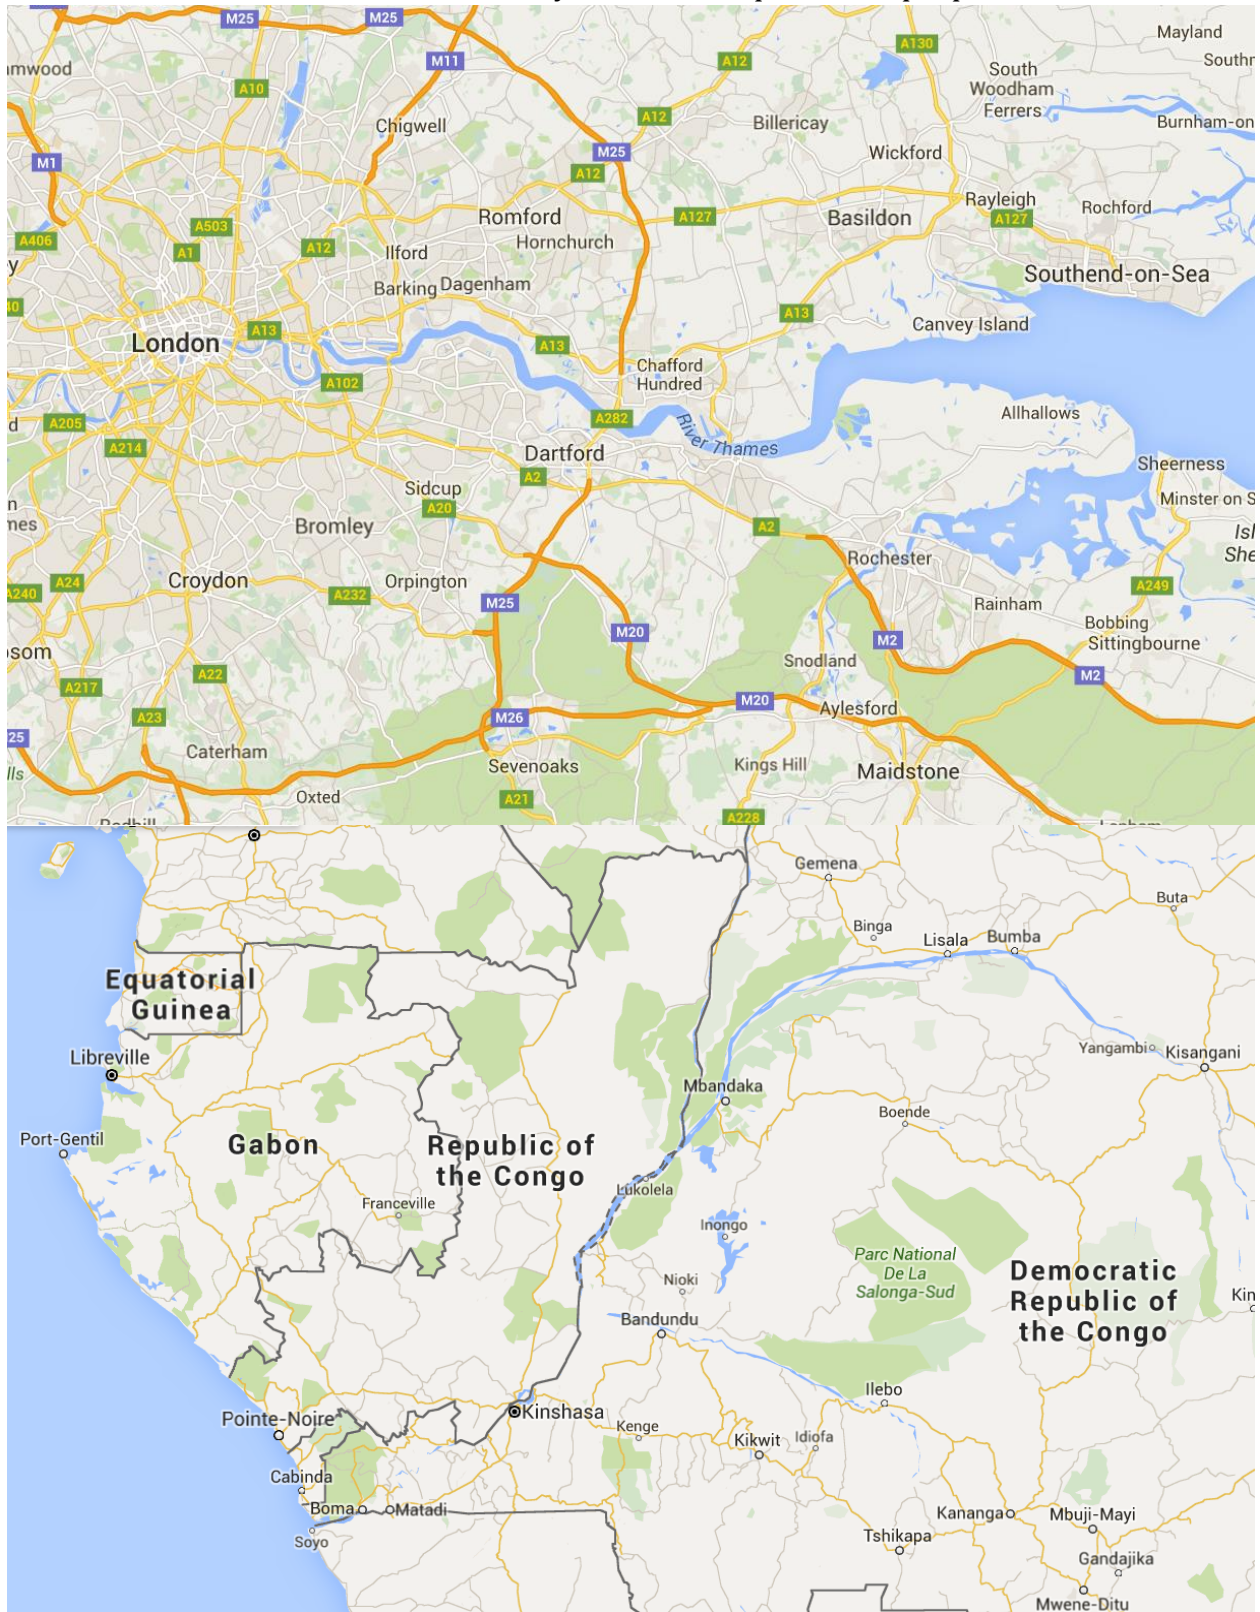 M25
M25
A130
Mayland
M11
A12
South
Woodham
Ferrers
A10
Chigwell
A12
Billericay
Burnham-on
M1
M25
A12
Wickford
Rayleigh
Rochford
A406
A503
A1
A12
Romford
Hornchurch
A127
Basildon
A127
Ilford
Barking
Dagenham
Southend-on-Sea
London
A13
A13
A13
Canvey Island
A102
Chafford
Hundred
A205
A214
A282
River Thames
Allhallows
Dartford
Sheerness
Sidcup
A2
A20
Minster on S
Bromley
A2
Rochester
Isl
She
A240
A24
Croydon
A232
Orpington
M25
M20
A249
Rainham
Bobbing
Sittingbourne
M2
A217
A22
Snodland
M2
A23
M26
M20
Aylesford
25
Caterham
Sevenoaks
Kings Hill
Maidstone
Oxted
A21
A228
Gemena
Buta
Binga
Lisala
Bumba
Equatorial
Guinea
Libreville
Yangambi
Kisangani
Mbandaka
Boende
Port-Gentil
Gabon
Republic of
the Congo
Lukolela
Franceville
Inongo
Parc National
De La
Salonga-Sud
Nioki
Democratic
Republic of
the Congo
Kin
Bandundu
Ilebo
Pointe-Noire
Kinshasa
Kenge
Kikwit
Idiofa
Cabinda
Boma
Matadi
Soyo
Kananga
Mbuji-Mayi
Tshikapa
Gandajika
Mwene-Ditu